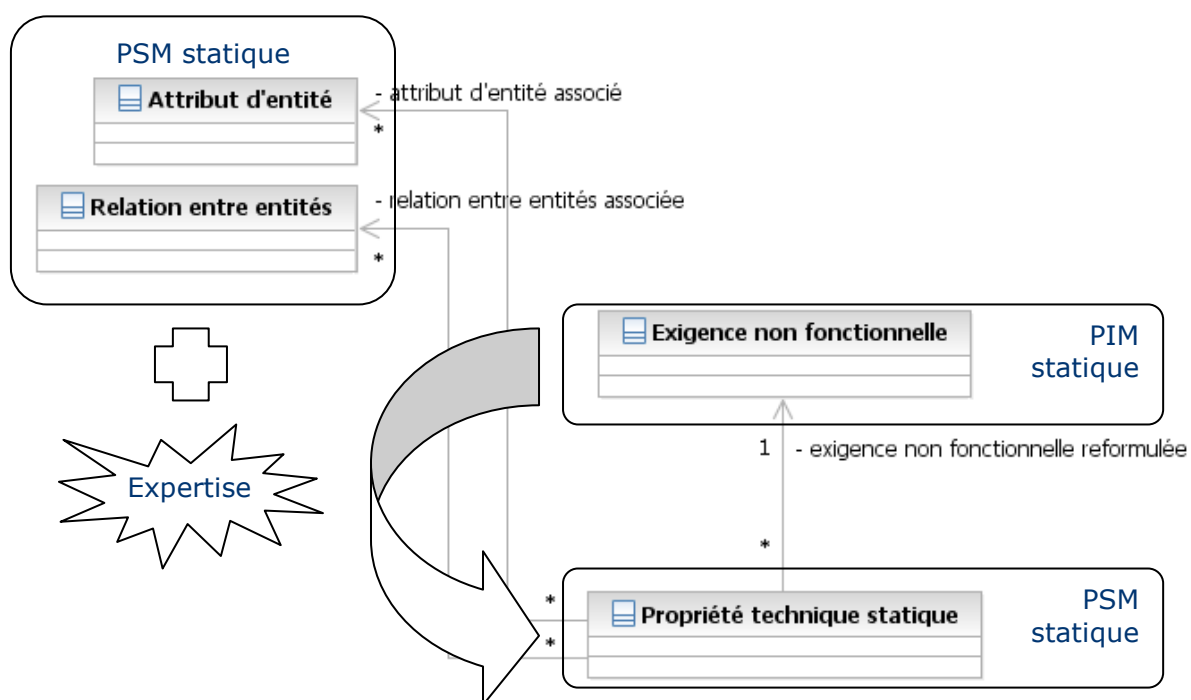 PSM statique
Attribut d'entité
- attribut d'entité associé
*
Relation entre entités
- relation entre entités associée
*
Exigence non fonctionnelle
PIM
statique
1
- exigence non fonctionnelle reformulée
Expertise
*
*
Propriété technique statique
*
PSM
statique